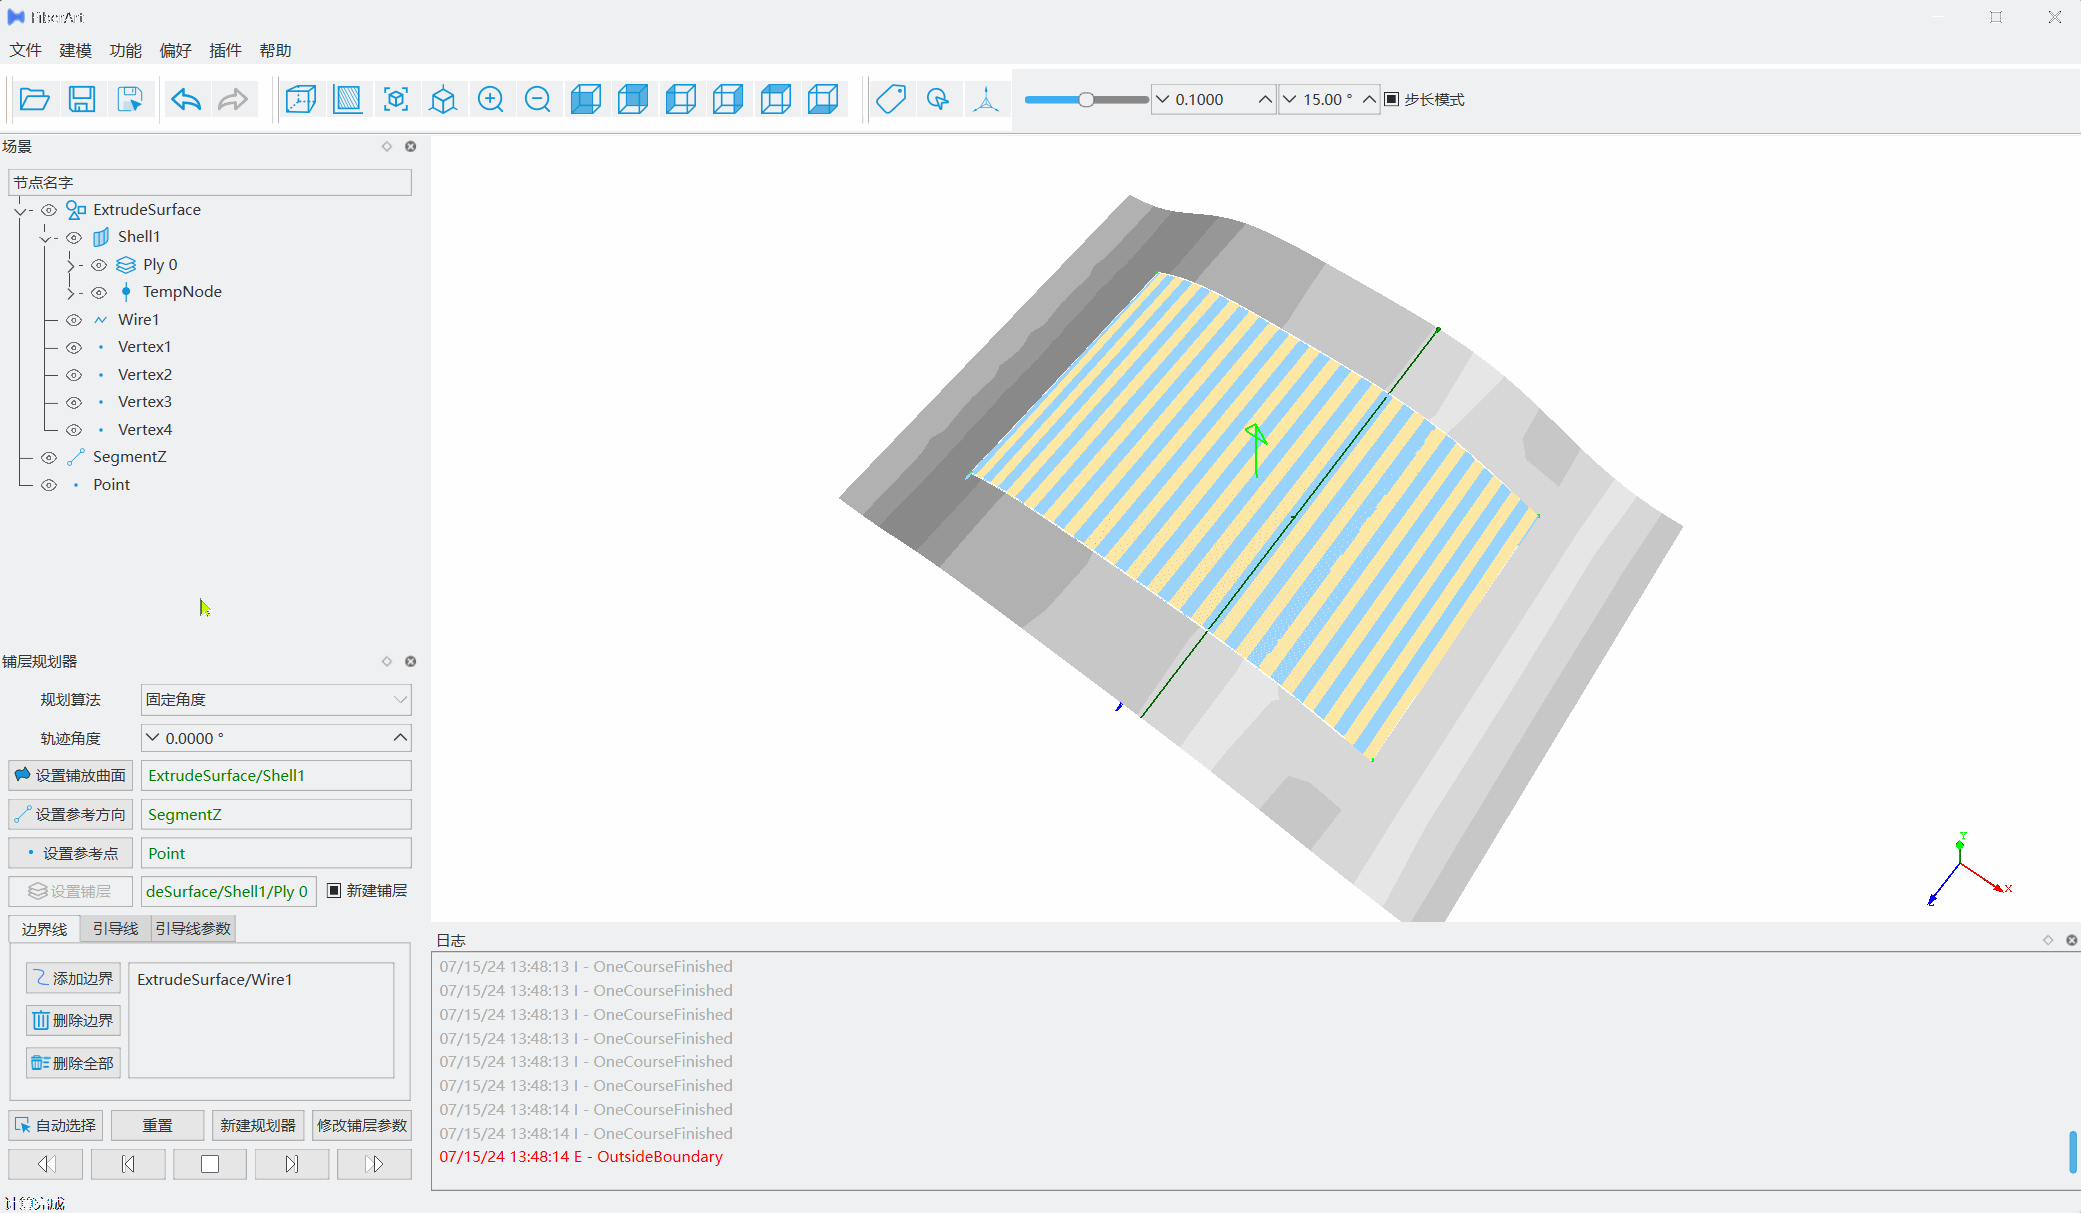 FiberArt
文件 建模 功能 偏好 插件 帮助
0.1000 15.00 ° 步长模式
场景
节点名字
ExtrudeSurface
Shell1
Ply 0
TempNode
Wire1
Vertex1
Vertex2
Vertex3
Vertex4
SegmentZ
Point
铺层规划器
规划算法 固定角度
轨迹角度 0.0000 °
设置铺放曲面 ExtrudeSurface/Shell1
设置参考方向 SegmentZ
设置参考点 Point
设置铺层 deSurface/Shell1/Ply 0 新建铺层
边界线 引导线 引导线参数
添加边界 ExtrudeSurface/Wire1
删除边界
删除全部
自动选择 重置 新建规划器 修改铺层参数
计算完成
Y
X
Z
日志
07/15/24 13:48:13 I - OneCourseFinished
07/15/24 13:48:13 I - OneCourseFinished
07/15/24 13:48:13 I - OneCourseFinished
07/15/24 13:48:13 I - OneCourseFinished
07/15/24 13:48:13 I - OneCourseFinished
07/15/24 13:48:13 I - OneCourseFinished
07/15/24 13:48:14 I - OneCourseFinished
07/15/24 13:48:14 I - OneCourseFinished
07/15/24 13:48:14 E - OutsideBoundary